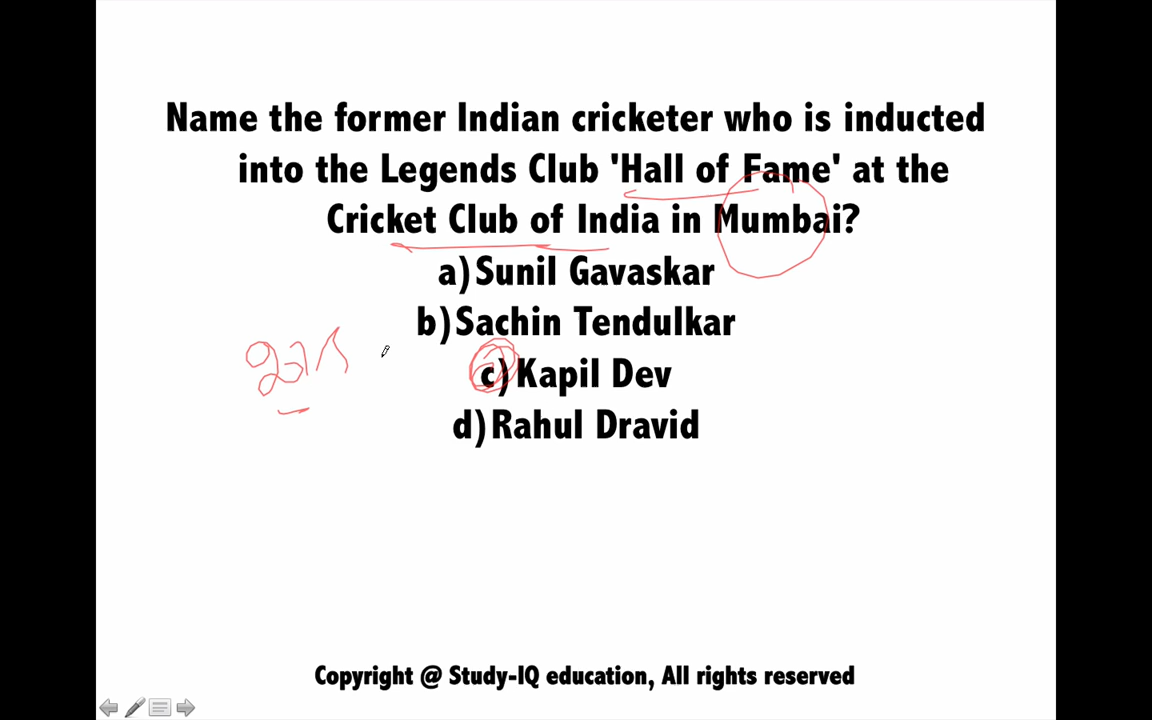 Name the former Indian cricketer who is inducted
into the Legends Club 'Hall of Fame' at the
Cricket Club of India in Mumbai?
a)Sunil Gavaskar
b)Sachin Tendulkar
c)Kapil Dev
d)Rahul Dravid
Copyright @ Study-IQ education, All rights reserved